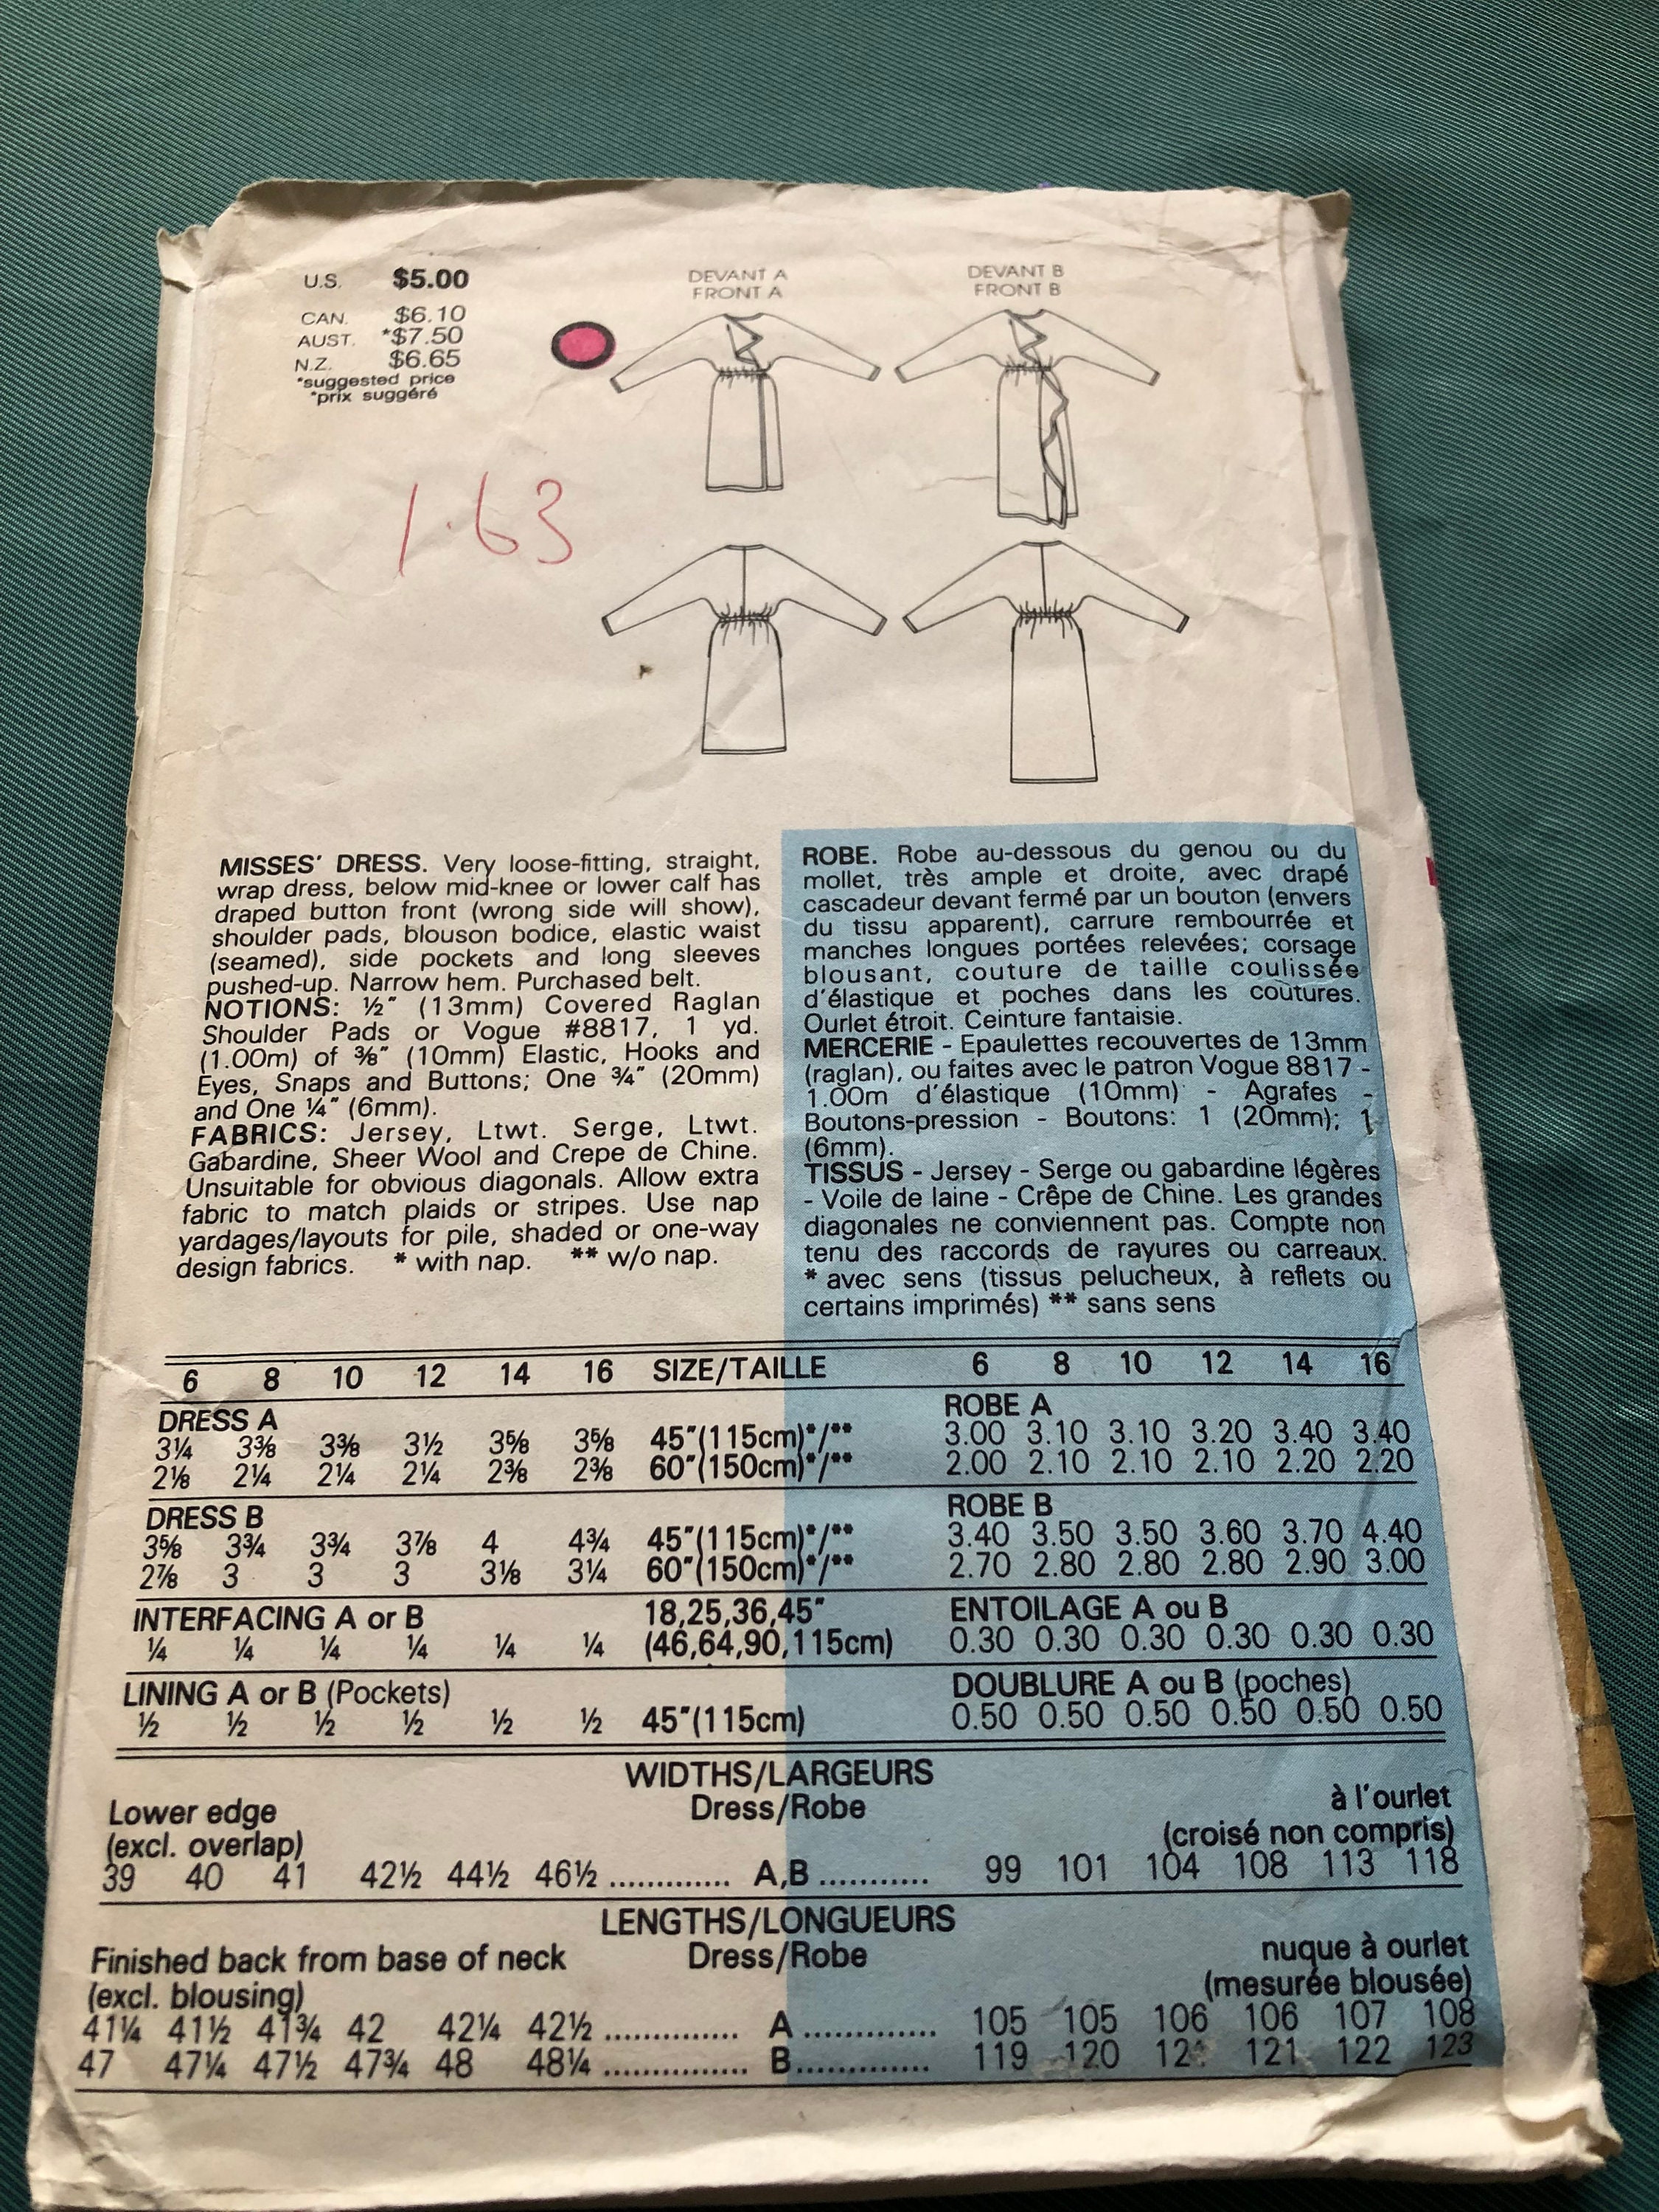 U.S. $5.00
CAN. $6.10
AUST. *$7.50
N.Z. $6.65
*suggested price
*prix suggéré
DEVANT A
FRONT A
DEVANT B
FRONT B
1.63
MISSES' DRESS. Very loose-fitting, straight,
wrap dress, below mid-knee or lower calf has
draped button front (wrong side will show),
shoulder pads, blouson bodice, elastic waist
(seamed), side pockets and long sleeves
pushed-up. Narrow hem. Purchased belt.
NOTIONS: ½" (13mm) Covered Raglan
Shoulder Pads or Vogue #8817, 1 yd.
(1.00m) of ⅜" (10mm) Elastic, Hooks and
Eyes, Snaps and Buttons; One ¾" (20mm)
and One ¼" (6mm).
FABRICS: Jersey, Ltwt. Serge, Ltwt.
Gabardine, Sheer Wool and Crepe de Chine.
Unsuitable for obvious diagonals. Allow extra
fabric to match plaids or stripes. Use nap
yardages/layouts for pile, shaded or one-way
design fabrics. * with nap. ** w/o nap.
ROBE. Robe au-dessous du genou ou du
mollet, très ample et droite, avec drapé
cascadeur devant fermé par un bouton (envers
du tissu apparent), carrure rembourrée et
manches longues portées relevées; corsage
blousant, couture de taille coulissée
d'élastique et poches dans les coutures.
Ourlet étroit. Ceinture fantaisie.
MERCERIE - Epaulettes recouvertes de 13mm
(raglan), ou faites avec le patron Vogue 8817 -
1.00m d'élastique (10mm) - Agrafes -
Boutons-pression - Boutons: 1 (20mm); 1
(6mm).
TISSUS - Jersey - Serge ou gabardine légères
- Voile de laine - Crêpe de Chine. Les grandes
diagonales ne conviennent pas. Compte non
tenu des raccords de rayures ou carreaux.
* avec sens (tissus pelucheux, à reflets ou
certains imprimés) ** sans sens
6 8 10 12 14 16 SIZE/TAILLE 6 8 10 12 14 16
DRESS A ROBE A
3¼ 3⅜ 3⅜ 3½ 3⅝ 3⅝ 45"(115cm)*/** 3.00 3.10 3.10 3.20 3.40 3.40
2⅛ 2¼ 2¼ 2¼ 2⅜ 2⅜ 60"(150cm)*/** 2.00 2.10 2.10 2.10 2.20 2.20
DRESS B ROBE B
3⅝ 3¾ 3¾ 3⅞ 4 4¾ 45"(115cm)*/** 3.40 3.50 3.50 3.60 3.70 4.40
2⅞ 3 3 3 3⅛ 3¼ 60"(150cm)*/** 2.70 2.80 2.80 2.80 2.90 3.00
INTERFACING A or B 18,25,36,45" ENTOILAGE A ou B
¼ ¼ ¼ ¼ ¼ ¼ (46,64,90,115cm) 0.30 0.30 0.30 0.30 0.30 0.30
LINING A or B (Pockets) DOUBLURE A ou B (poches)
½ ½ ½ ½ ½ ½ 45"(115cm) 0.50 0.50 0.50 0.50 0.50 0.50
WIDTHS/LARGEURS
Lower edge Dress/Robe à l'ourlet
(excl. overlap) (croisé non compris)
39 40 41 42½ 44½ 46½ ............. A,B ........... 99 101 104 108 113 118
LENGTHS/LONGUEURS
Finished back from base of neck Dress/Robe nuque à ourlet
(excl. blousing) (mesurée blousée)
41¼ 41½ 41¾ 42 42¼ 42½ .............. A .............. 105 105 106 106 107 108
47 47¼ 47½ 47¾ 48 48¼ ............... B.............. 119 120 121 122 123